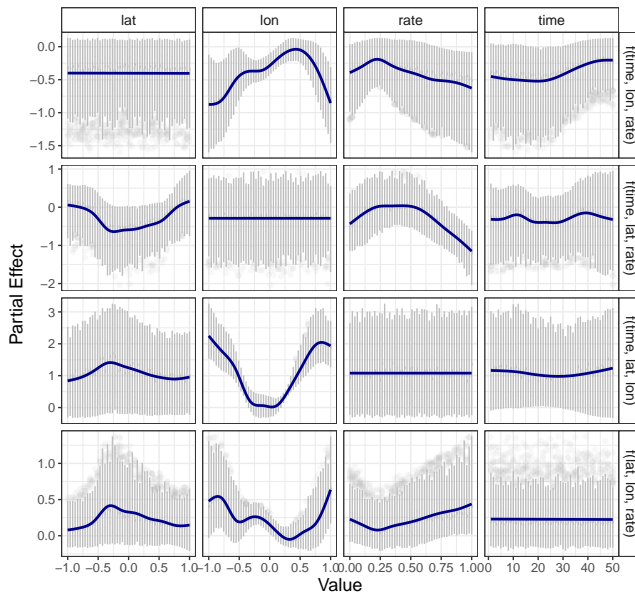 lat lon rate time
0.0
−0.5
−1.0
−1.5
f(time, lon, rate)
1
0
−1
−2
f(time, lat, rate)
3
2
1
0
f(time, lat, lon)
1.0
0.5
0.0
f(lat, lon, rate)
Partial Effect
−1.0 −0.5 0.0 0.5 1.0 −1.0 −0.5 0.0 0.5 1.0 0.00 0.25 0.50 0.75 1.00 0 10 20 30 40 50
Value